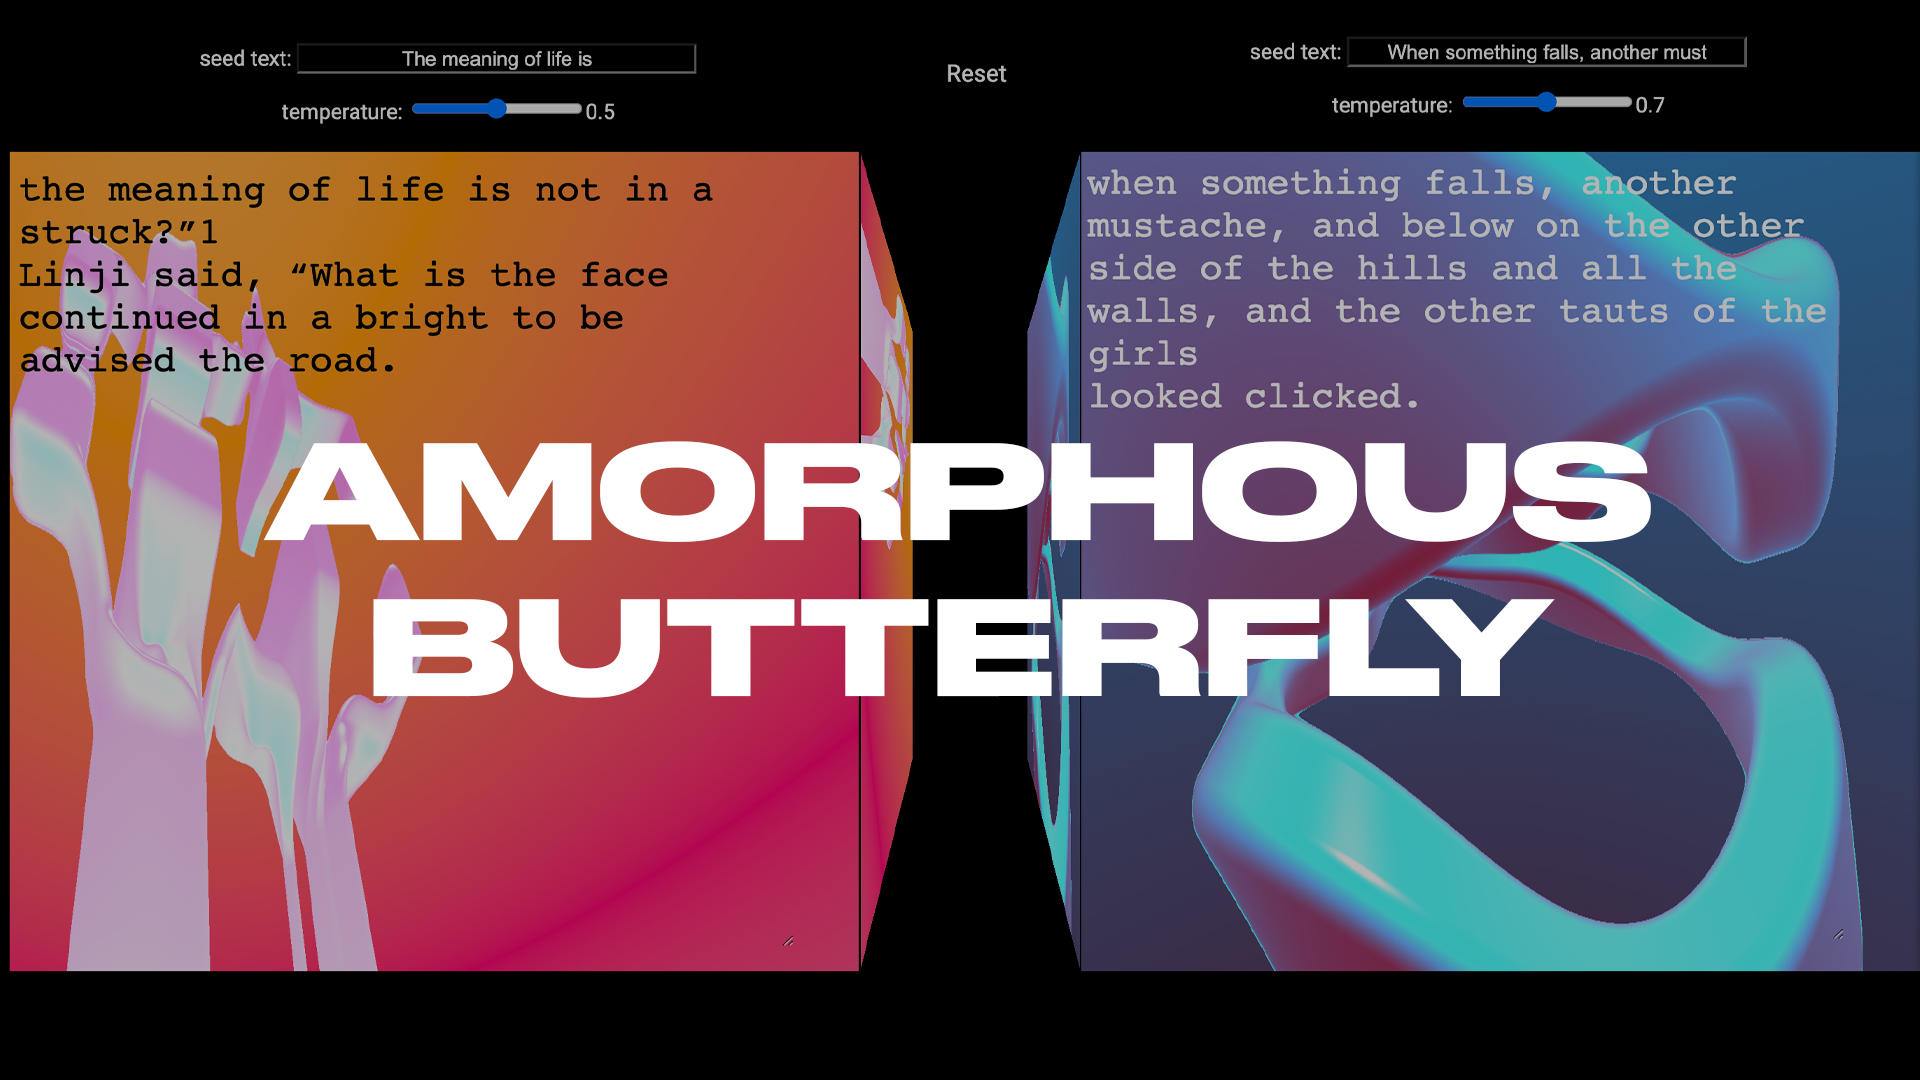 seed text: The meaning of life is
temperature: 0.5
Reset
seed text: When something falls, another must
temperature: 0.7
the meaning of life is not in a
struck?”1
Linji said, “What is the face
continued in a bright to be
advised the road.
when something falls, another
mustache, and below on the other
side of the hills and all the
walls, and the other tauts of the
girls
looked clicked.
AMORPHOUS
BUTTERFLY